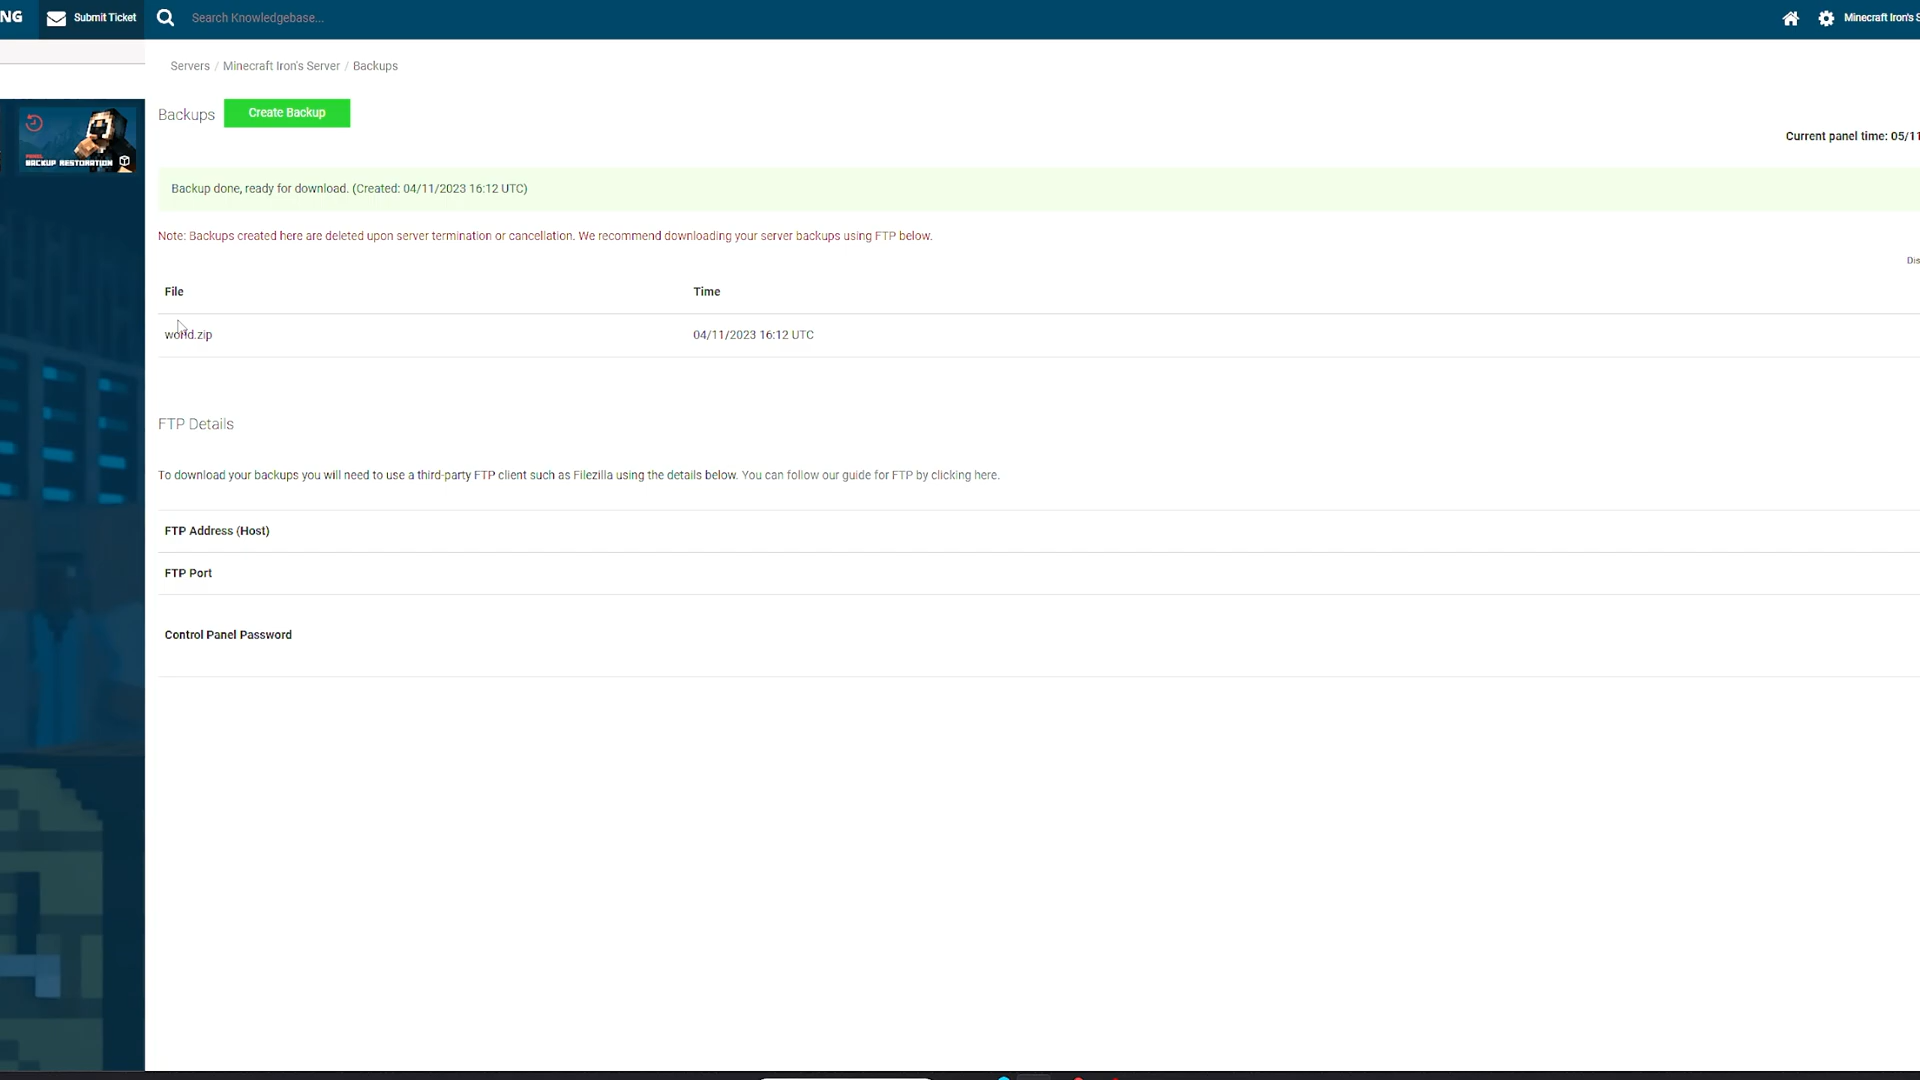 NG
Submit Ticket
Search Knowledgebase...
Minecraft Iron's S
Servers / Minecraft Iron's Server / Backups
Backups
Create Backup
BACKUP RESTORATION
Current panel time: 05/11
Backup done, ready for download. (Created: 04/11/2023 16:12 UTC)
Note: Backups created here are deleted upon server termination or cancellation. We recommend downloading your server backups using FTP below.
Dis
File Time
world.zip 04/11/2023 16:12 UTC
FTP Details
To download your backups you will need to use a third-party FTP client such as Filezilla using the details below. You can follow our guide for FTP by clicking here.
FTP Address (Host)
FTP Port
Control Panel Password